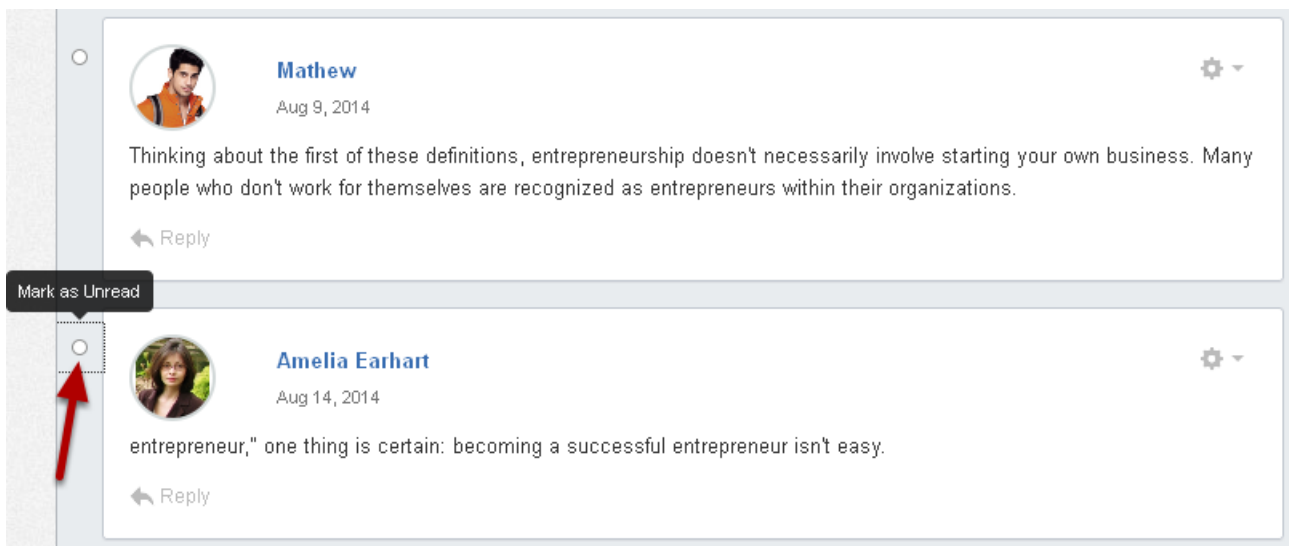 Mathew
Aug 9, 2014
Thinking about the first of these definitions, entrepreneurship doesn't necessarily involve starting your own business. Many
people who don't work for themselves are recognized as entrepreneurs within their organizations.
Reply
Mark as Unread
Amelia Earhart
Aug 14, 2014
entrepreneur," one thing is certain: becoming a successful entrepreneur isn't easy.
Reply